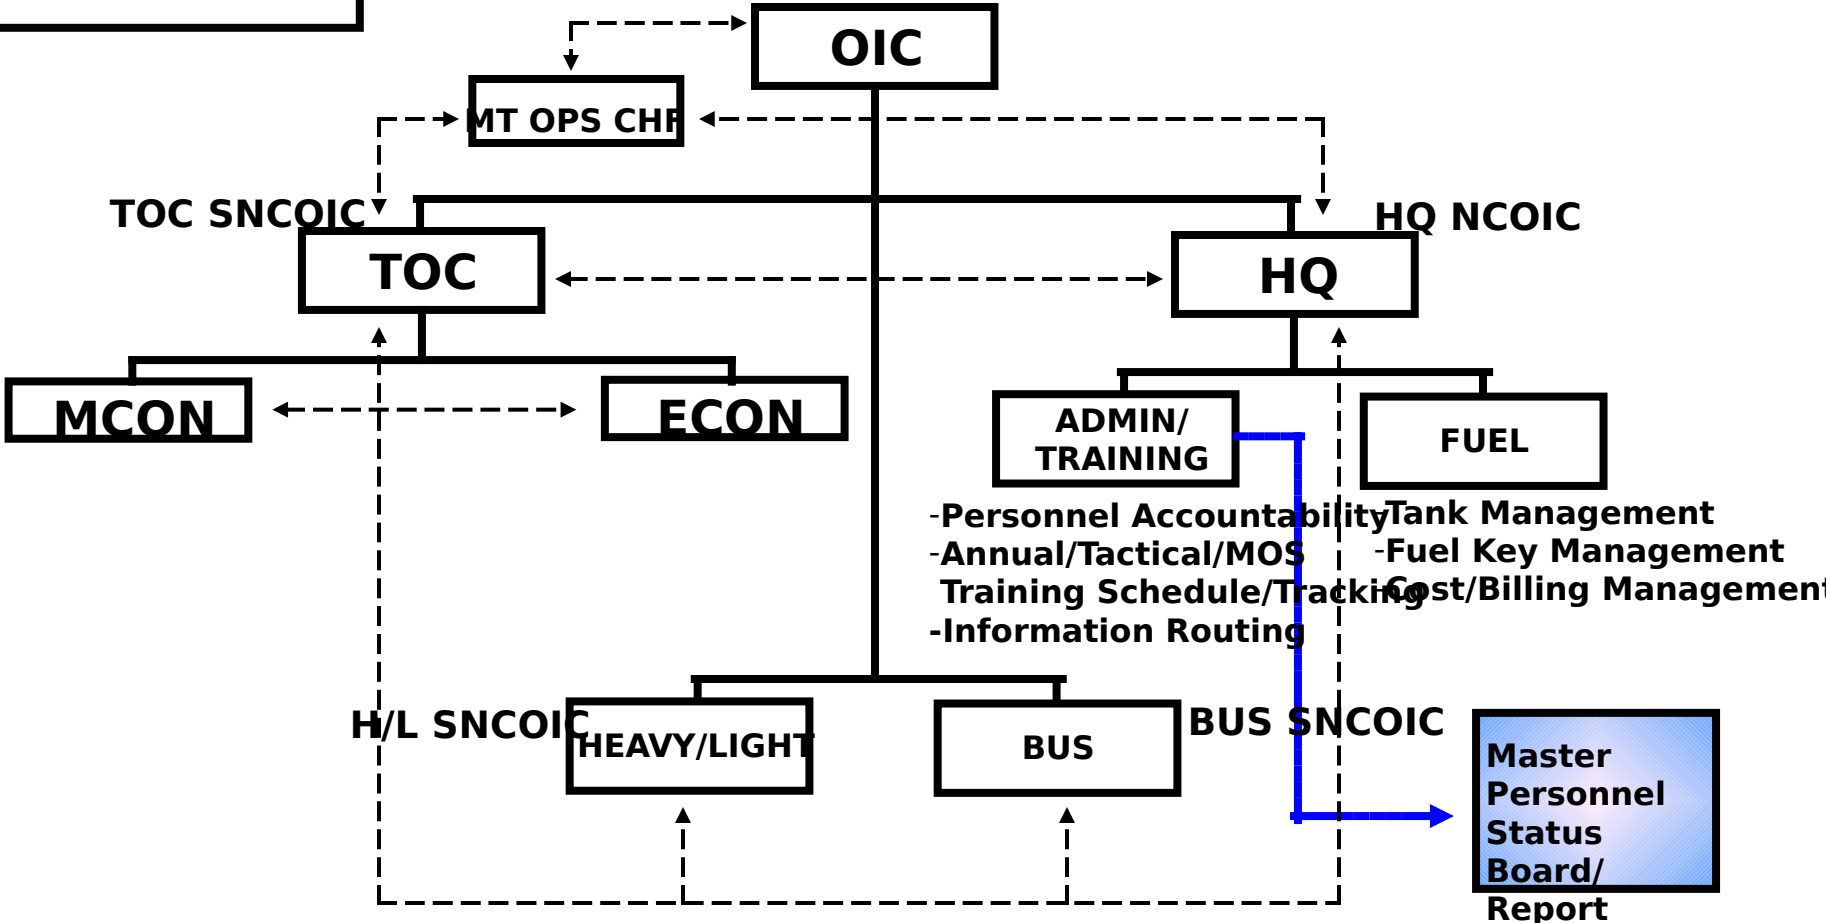 OIC
MT OPS CHF
TOC SNCOIC
HQ NCOIC
TOC
HQ
MCON
ECON
ADMIN/
TRAINING
FUEL
-Personnel Accountability
-Annual/Tactical/MOS
Training Schedule/Tracking
-Information Routing
-Tank Management
-Fuel Key Management
-Cost/Billing Management
H/L SNCOIC
HEAVY/LIGHT
BUS
BUS SNCOIC
Master
Personnel
Status
Board/
Report